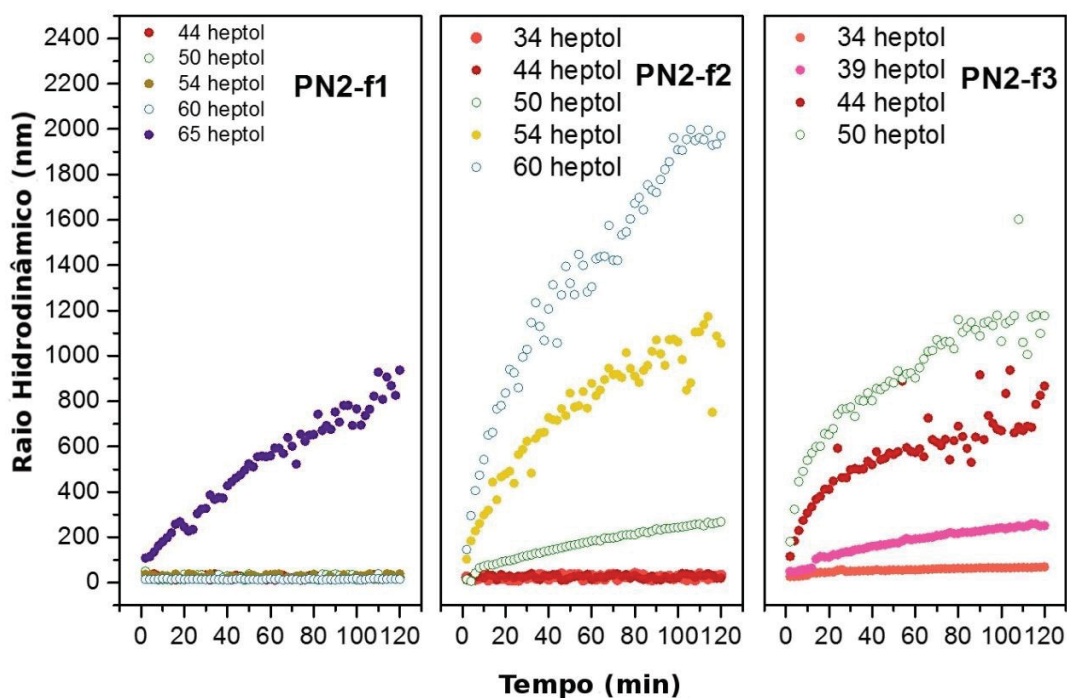 Raio Hidrodinâmico (nm)
2400
2200
2000
1800
1600
1400
1200
1000
800
600
400
200
0
44 heptol
50 heptol
54 heptol
60 heptol
65 heptol
PN2-f1
0 20 40 60 80 100 120
34 heptol
44 heptol
50 heptol
54 heptol
60 heptol
PN2-f2
0 20 40 60 80 100 120
34 heptol
39 heptol
44 heptol
50 heptol
PN2-f3
0 20 40 60 80 100 120
Tempo (min)